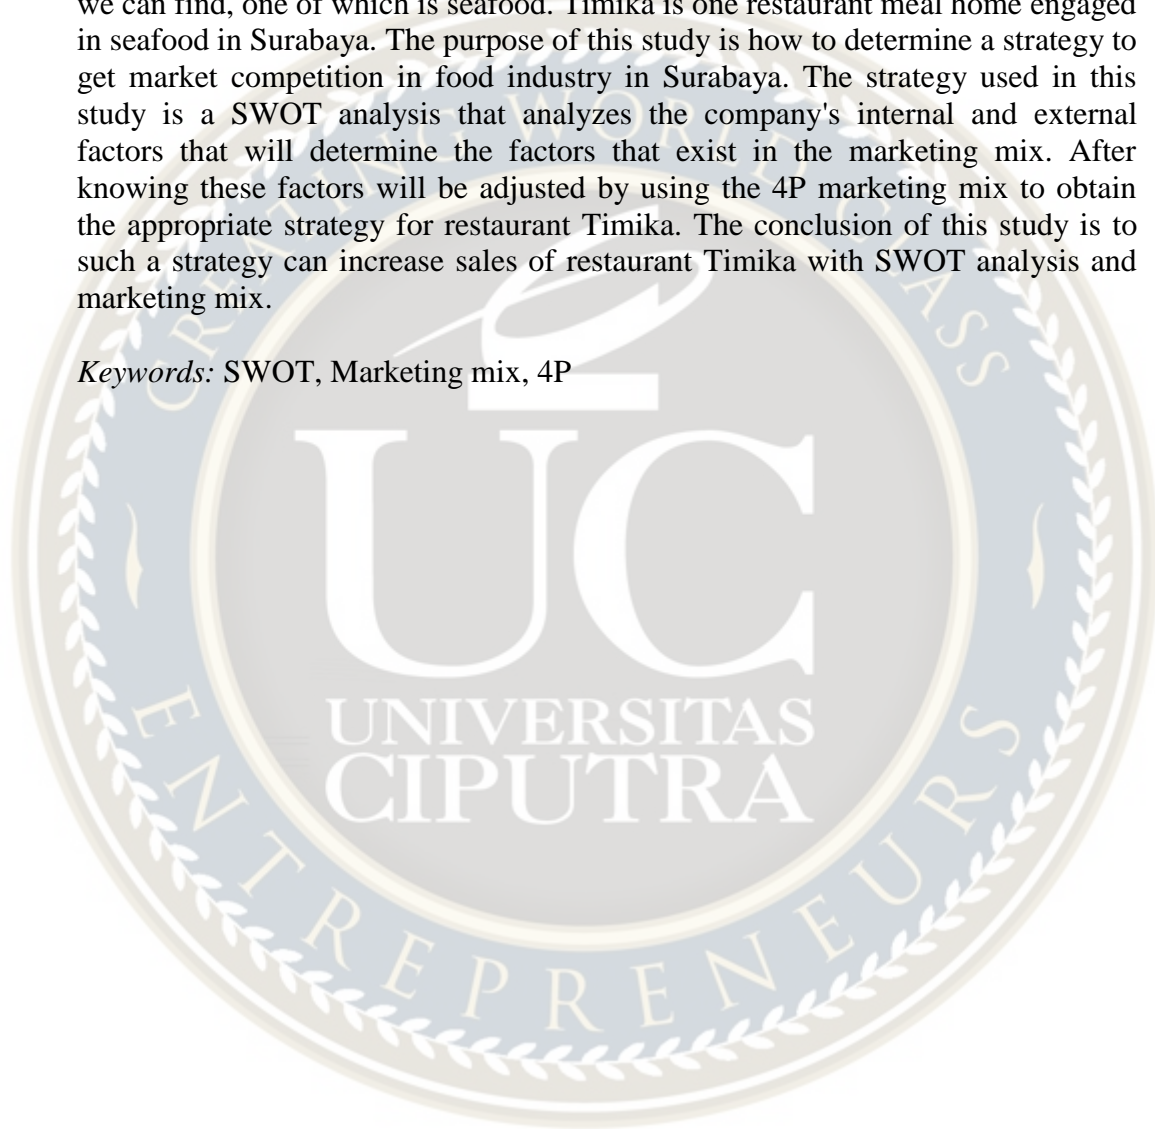 we can find, one of which is seafood. Timika is one restaurant meal home engaged
in seafood in Surabaya. The purpose of this study is how to determine a strategy to
get market competition in food industry in Surabaya. The strategy used in this
study is a SWOT analysis that analyzes the company's internal and external
factors that will determine the factors that exist in the marketing mix. After
knowing these factors will be adjusted by using the 4P marketing mix to obtain
the appropriate strategy for restaurant Timika. The conclusion of this study is to
such a strategy can increase sales of restaurant Timika with SWOT analysis and
marketing mix.
Keywords: SWOT, Marketing mix, 4P
CREATING WORLD CLASS
UC
UNIVERSITAS
CIPUTRA
ENTREPRENEURS